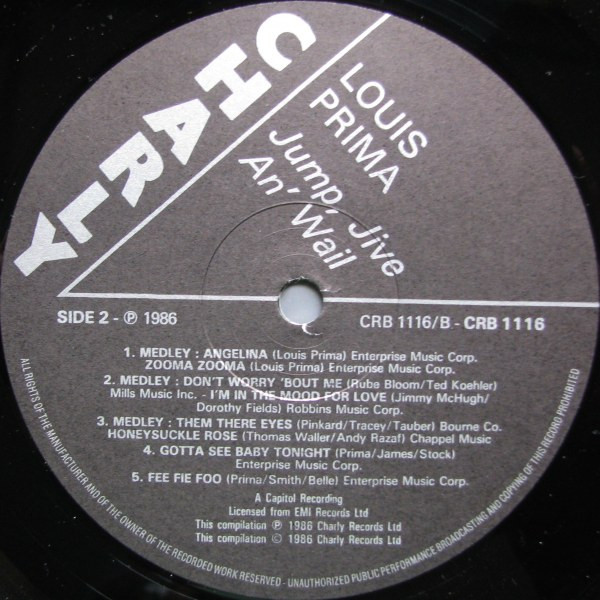 CHARLY
LOUIS
PRIMA
Jump, Jive
An' Wail
SIDE 2 - Ⓟ 1986
CRB 1116/B - CRB 1116
1. MEDLEY : ANGELINA (Louis Prima) Enterprise Music Corp.
ZOOMA ZOOMA (Louis Prima) Enterprise Music Corp.
2. MEDLEY : DON'T WORRY 'BOUT ME (Rube Bloom/Ted Koehler)
Mills Music Inc. - I'M IN THE MOOD FOR LOVE (Jimmy McHugh/
Dorothy Fields) Robbins Music Corp.
3. MEDLEY : THEM THERE EYES (Pinkard/Tracey/Tauber) Bourne Co.
HONEYSUCKLE ROSE (Thomas Waller/Andy Razaf) Chappel Music
4. GOTTA SEE BABY TONIGHT (Prima/James/Stock)
Enterprise Music Corp.
5. FEE FIE FOO (Prima/Smith/Belle) Enterprise Music Corp.
A Capitol Recording
Licensed from EMI Records Ltd
This compilation Ⓟ 1986 Charly Records Ltd
This compilation © 1986 Charly Records Ltd
ALL RIGHTS OF THE MANUFACTURER AND OF THE OWNER OF THE RECORDED WORK RESERVED - UNAUTHORIZED PUBLIC PERFORMANCE BROADCASTING AND COPYING OF THIS RECORD PROHIBITED